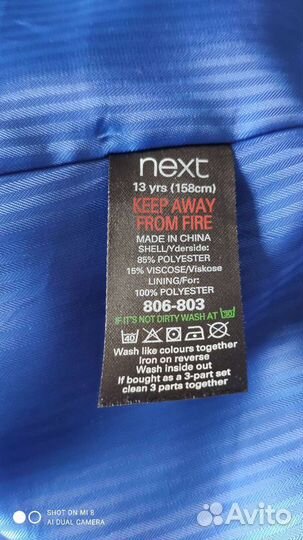 next
13 yrs (158cm)
KEEP AWAY
FROM FIRE
MADE IN CHINA
SHELL/Yderside:
85% POLYESTER
15% VISCOSE/Viskose
LINING/For:
100% POLYESTER
806-803
IF IT'S NOT DIRTY WASH AT 30
40
Wash like colours together
Iron on reverse
Wash inside out
If bought as a 3-part set
clean 3 parts together
SHOT ON MI 8
AI DUAL CAMERA
Avito